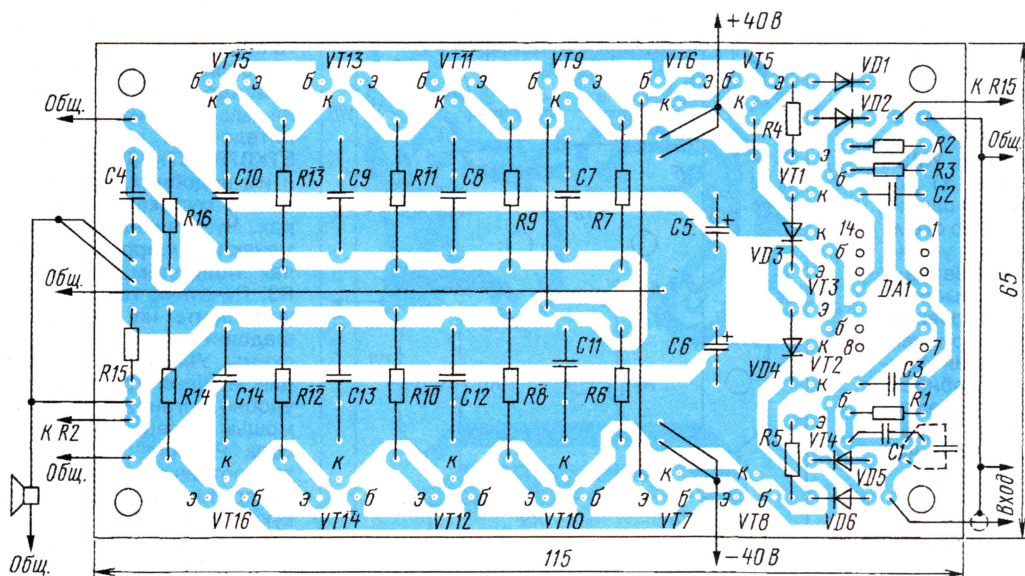 +40В
VT15 VT13 VT11 VT9 VT6 VT5 VD1
б э б э б э б э б э б э
к к к к к к
Общ.
К R15
VD2
R4
R2
Общ.
э
VT1 б R3
C4 R16 C10 R13 C9 R11 C8 R9 C7 R7
к C2
C5 +
14 1
VD3 к б
э
VT3
Общ.
DA1
э
б
C6 +
C11
VD4 к 8 7
VT2
65
R15 R14 C14 R12 C13 R10 C12 R8 R6
к C3
б R1
К R2
R5 э VT4 C1
Общ.
к к к к к к
VD5
Вход
э б э б э б э б э б э б
VT16 VT14 VT12 VT10 VT7 VT8 VD6
Общ.
115
−40В